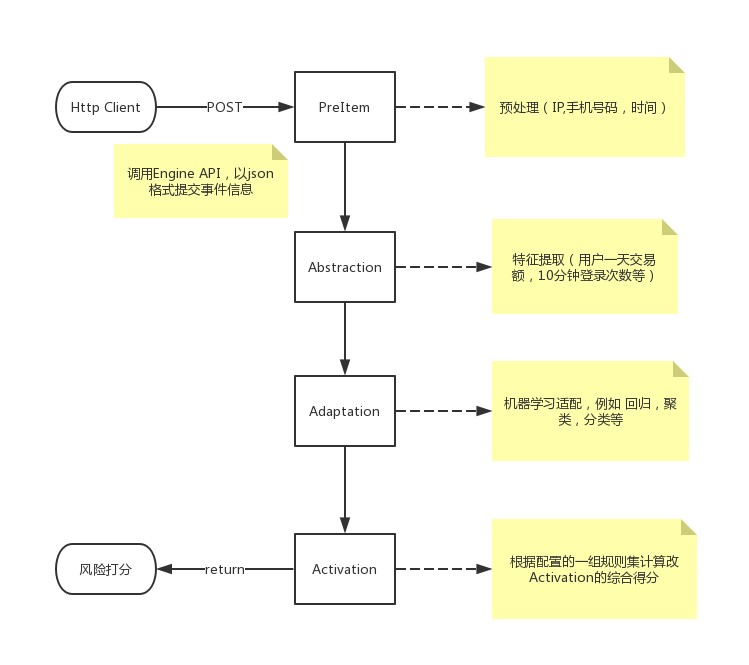 Http Client
POST
PreItem
预处理（IP,手机号码，时间）
调用Engine API，以json
格式提交事件信息
Abstraction
特征提取（用户一天交易
额，10分钟登录次数等）
Adaptation
机器学习适配，例如 回归，聚
类，分类等
风险打分
return
Activation
根据配置的一组规则集计算改
Activation的综合得分